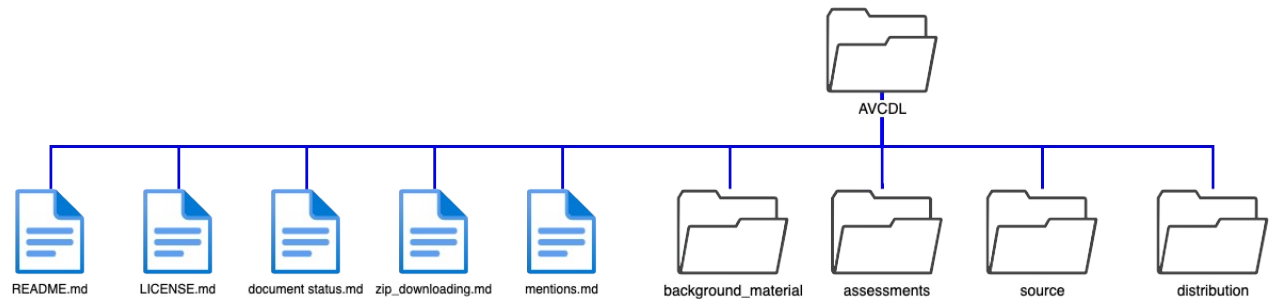 AVCDL
README.md
LICENSE.md
document status.md
zip_downloading.md
mentions.md
background_material
assessments
source
distribution